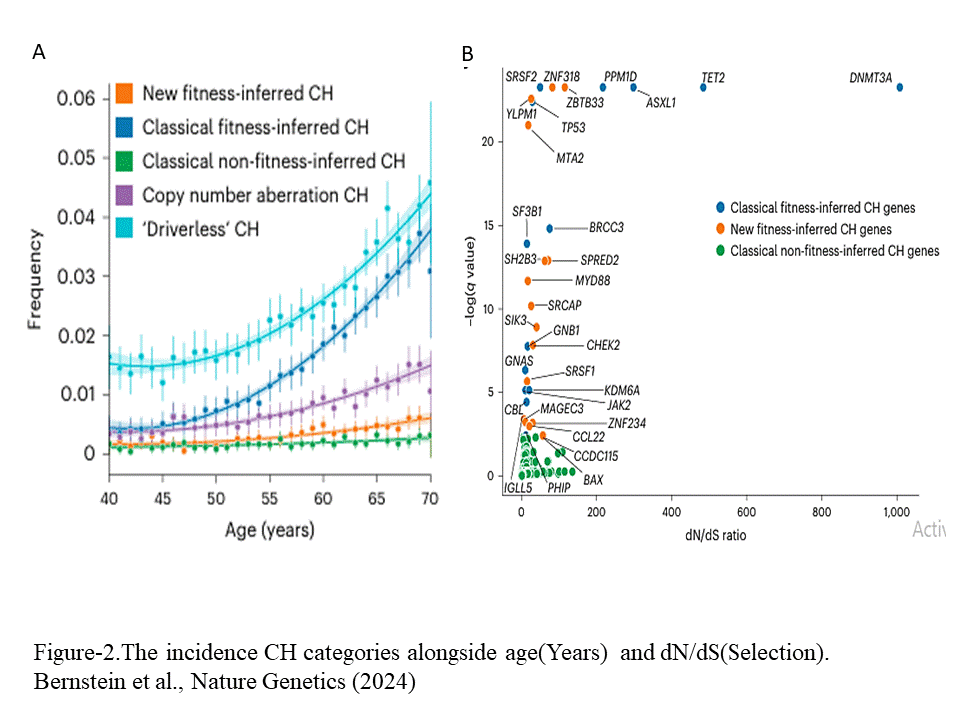 A
B
New fitness-inferred CH
Classical fitness-inferred CH
Classical non-fitness-inferred CH
Copy number aberration CH
'Driverless' CH
0.06
0.05
0.04
0.03
0.02
0.01
0
Frequency
40
45
50
55
60
65
70
Age (years)
SRSF2
ZNF318
PPM1D
TET2
DNMT3A
ZBTB33
ASXL1
YLPM1
TP53
MTA2
SF3B1
BRCC3
SH2B3
SPRED2
MYD88
SRCAP
SIK3
GNB1
CHEK2
GNAS
SRSF1
KDM6A
JAK2
CBL
MAGEC3
ZNF234
CCL22
CCDC115
BAX
IGLL5
PHIP
Classical fitness-inferred CH genes
New fitness-inferred CH genes
Classical non-fitness-inferred CH genes
20
15
10
5
0
–log(q value)
0
200
400
600
800
1,000
dN/dS ratio
Activ
Figure-2.The incidence CH categories alongside age(Years) and dN/dS(Selection).
Bernstein et al., Nature Genetics (2024)